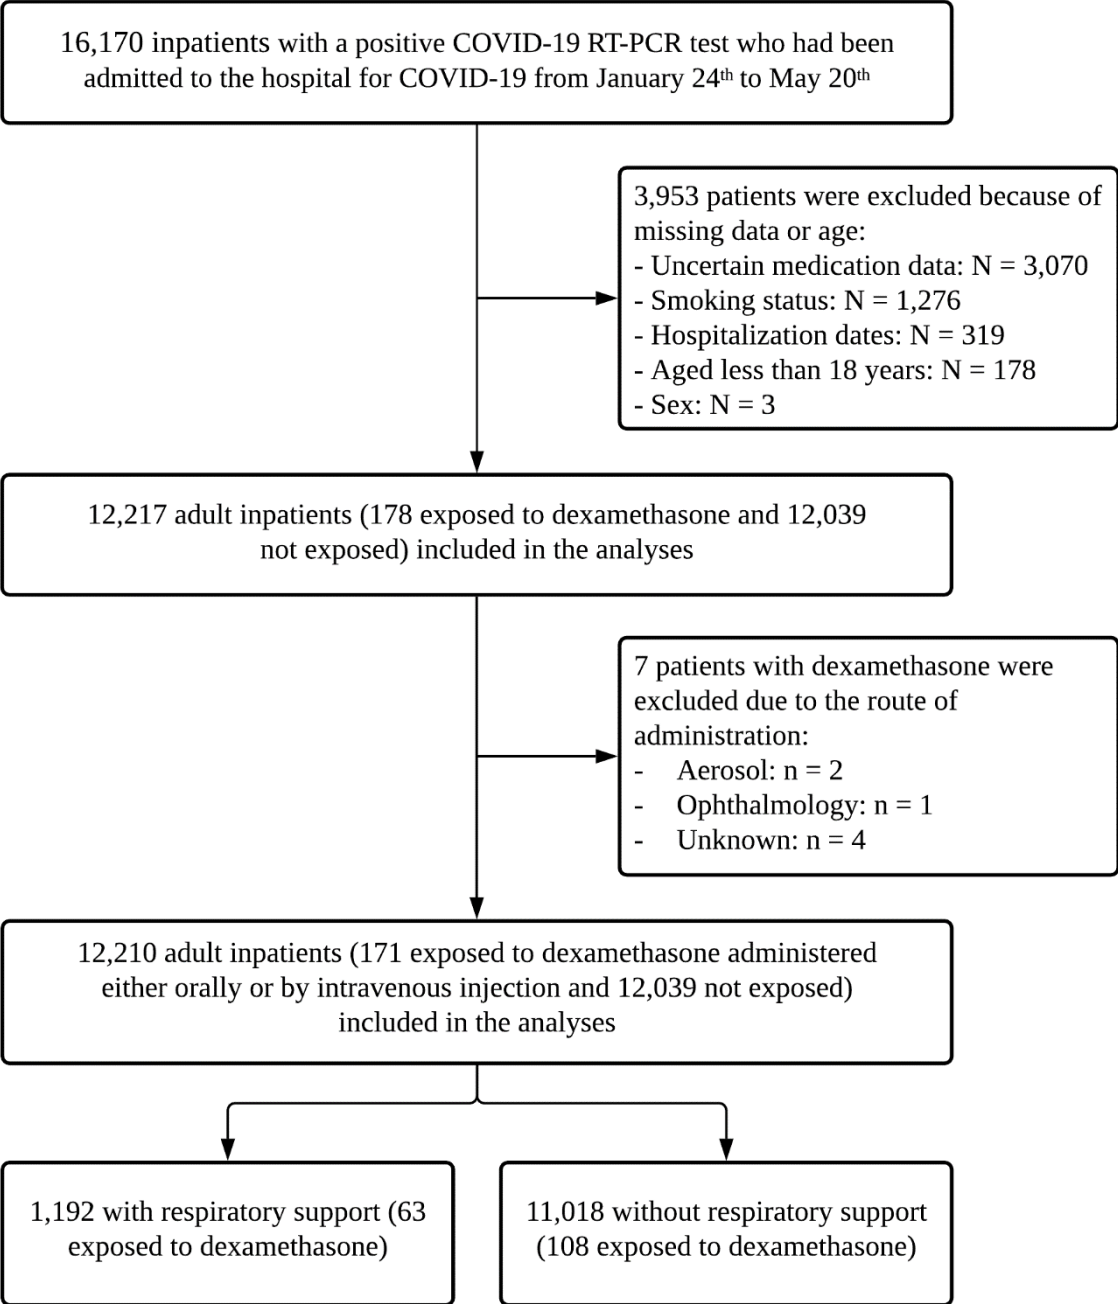 16,170 inpatients with a positive COVID-19 RT-PCR test who had been
admitted to the hospital for COVID-19 from January 24th to May 20th
3,953 patients were excluded because of
missing data or age:
- Uncertain medication data: N = 3,070
- Smoking status: N = 1,276
- Hospitalization dates: N = 319
- Aged less than 18 years: N = 178
- Sex: N = 3
12,217 adult inpatients (178 exposed to dexamethasone and 12,039
not exposed) included in the analyses
7 patients with dexamethasone were
excluded due to the route of
administration:
- Aerosol: n = 2
- Ophthalmology: n = 1
- Unknown: n = 4
12,210 adult inpatients (171 exposed to dexamethasone administered
either orally or by intravenous injection and 12,039 not exposed)
included in the analyses
1,192 with respiratory support (63
exposed to dexamethasone)
11,018 without respiratory support
(108 exposed to dexamethasone)